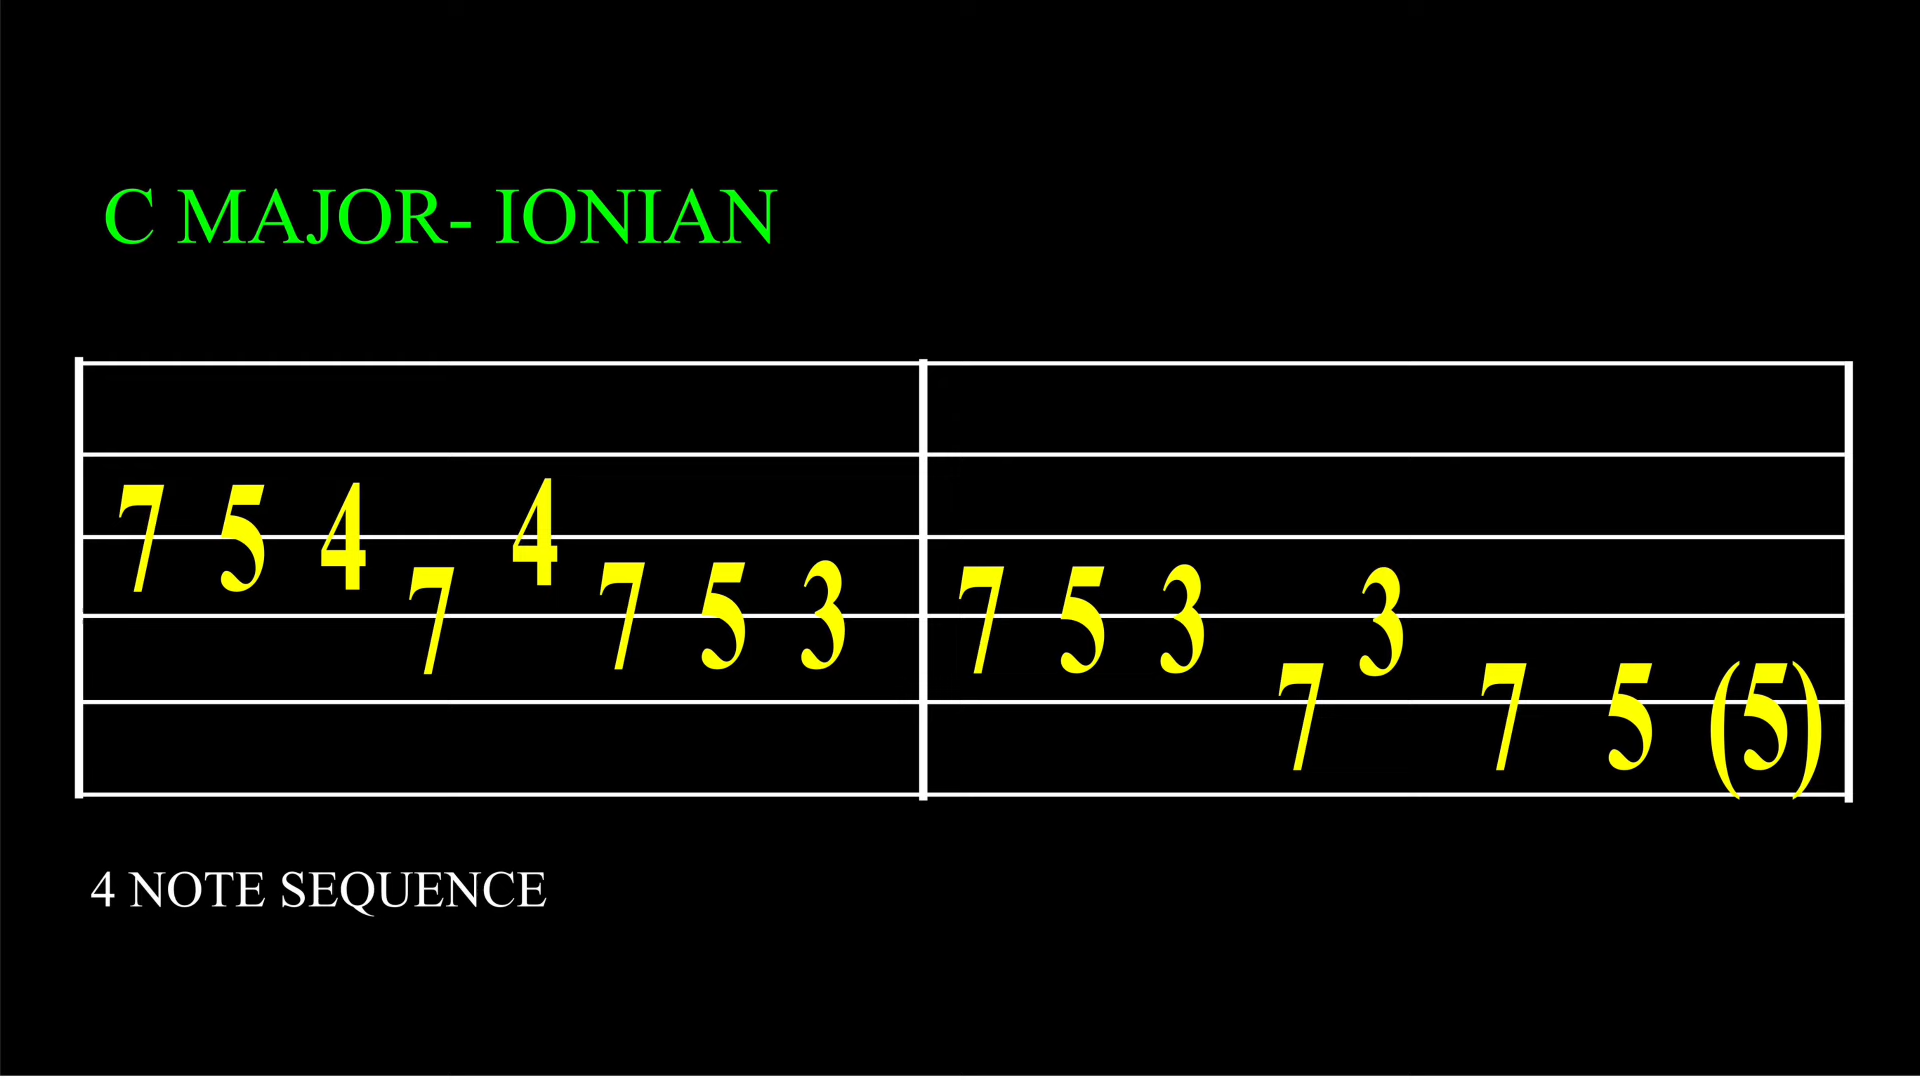 C MAJOR- IONIAN
7 5 4 7 4 7 5 3 7 5 3 7 3 7 5 (5)
4 NOTE SEQUENCE